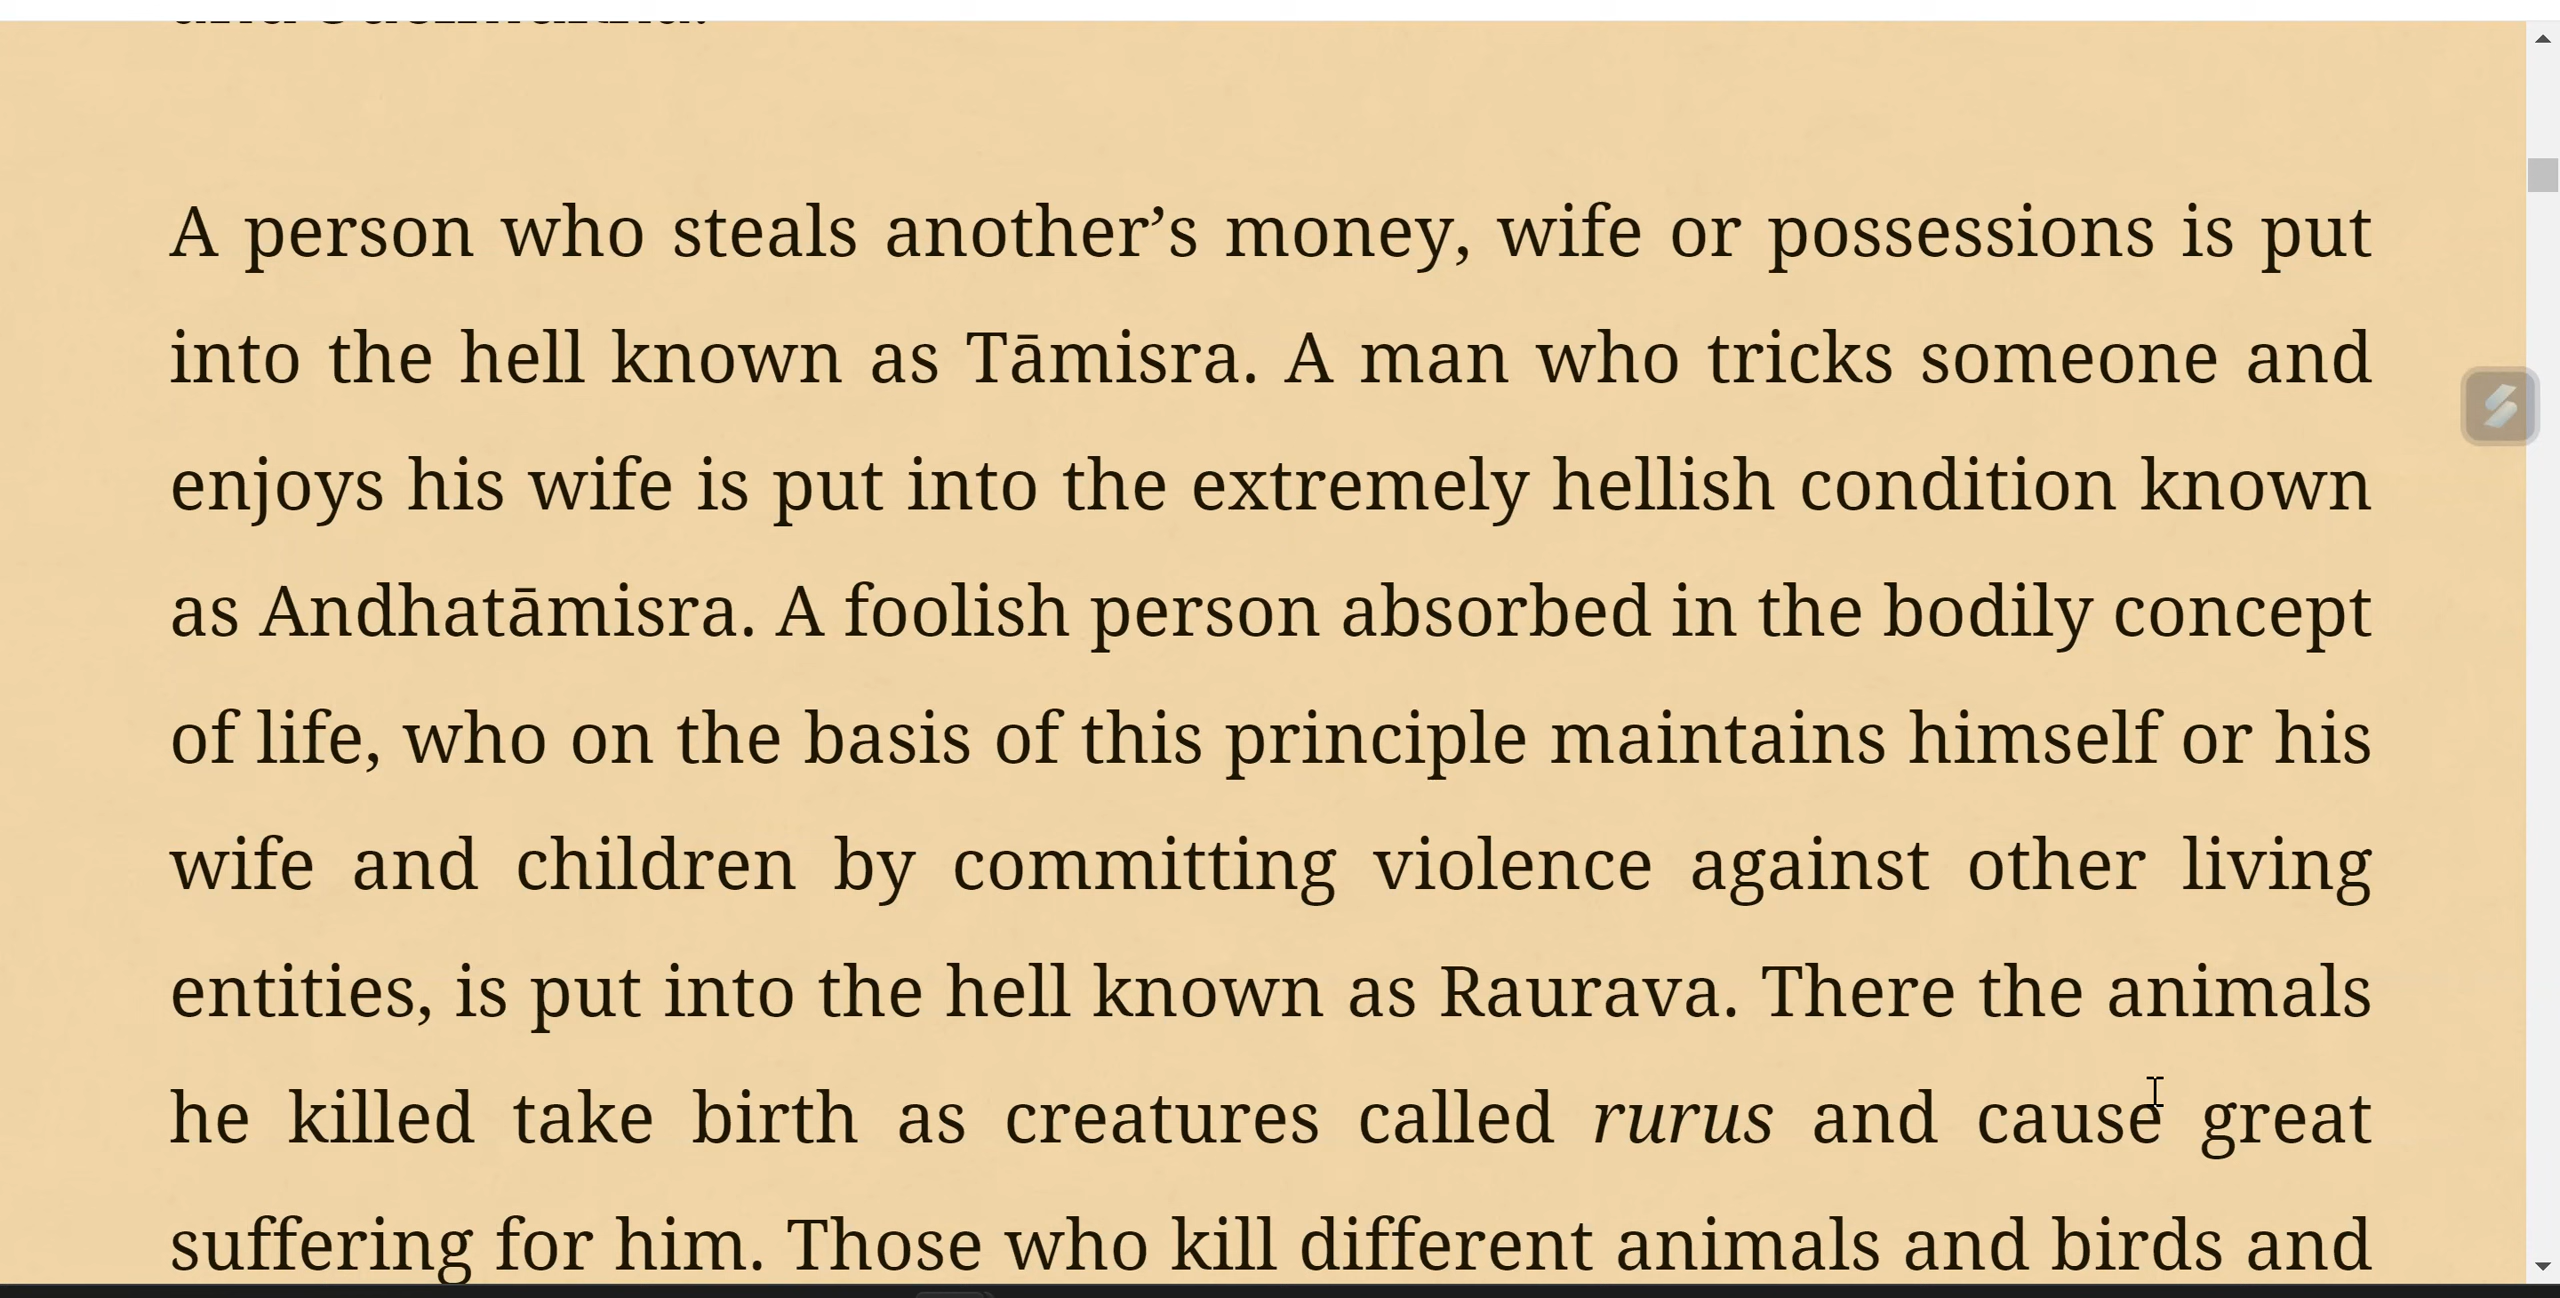 A person who steals another’s money, wife or possessions is put
into the hell known as Tāmisra. A man who tricks someone and
enjoys his wife is put into the extremely hellish condition known
as Andhatāmisra. A foolish person absorbed in the bodily concept
of life, who on the basis of this principle maintains himself or his
wife and children by committing violence against other living
entities, is put into the hell known as Raurava. There the animals
he killed take birth as creatures called rurus and cause great
suffering for him. Those who kill different animals and birds and